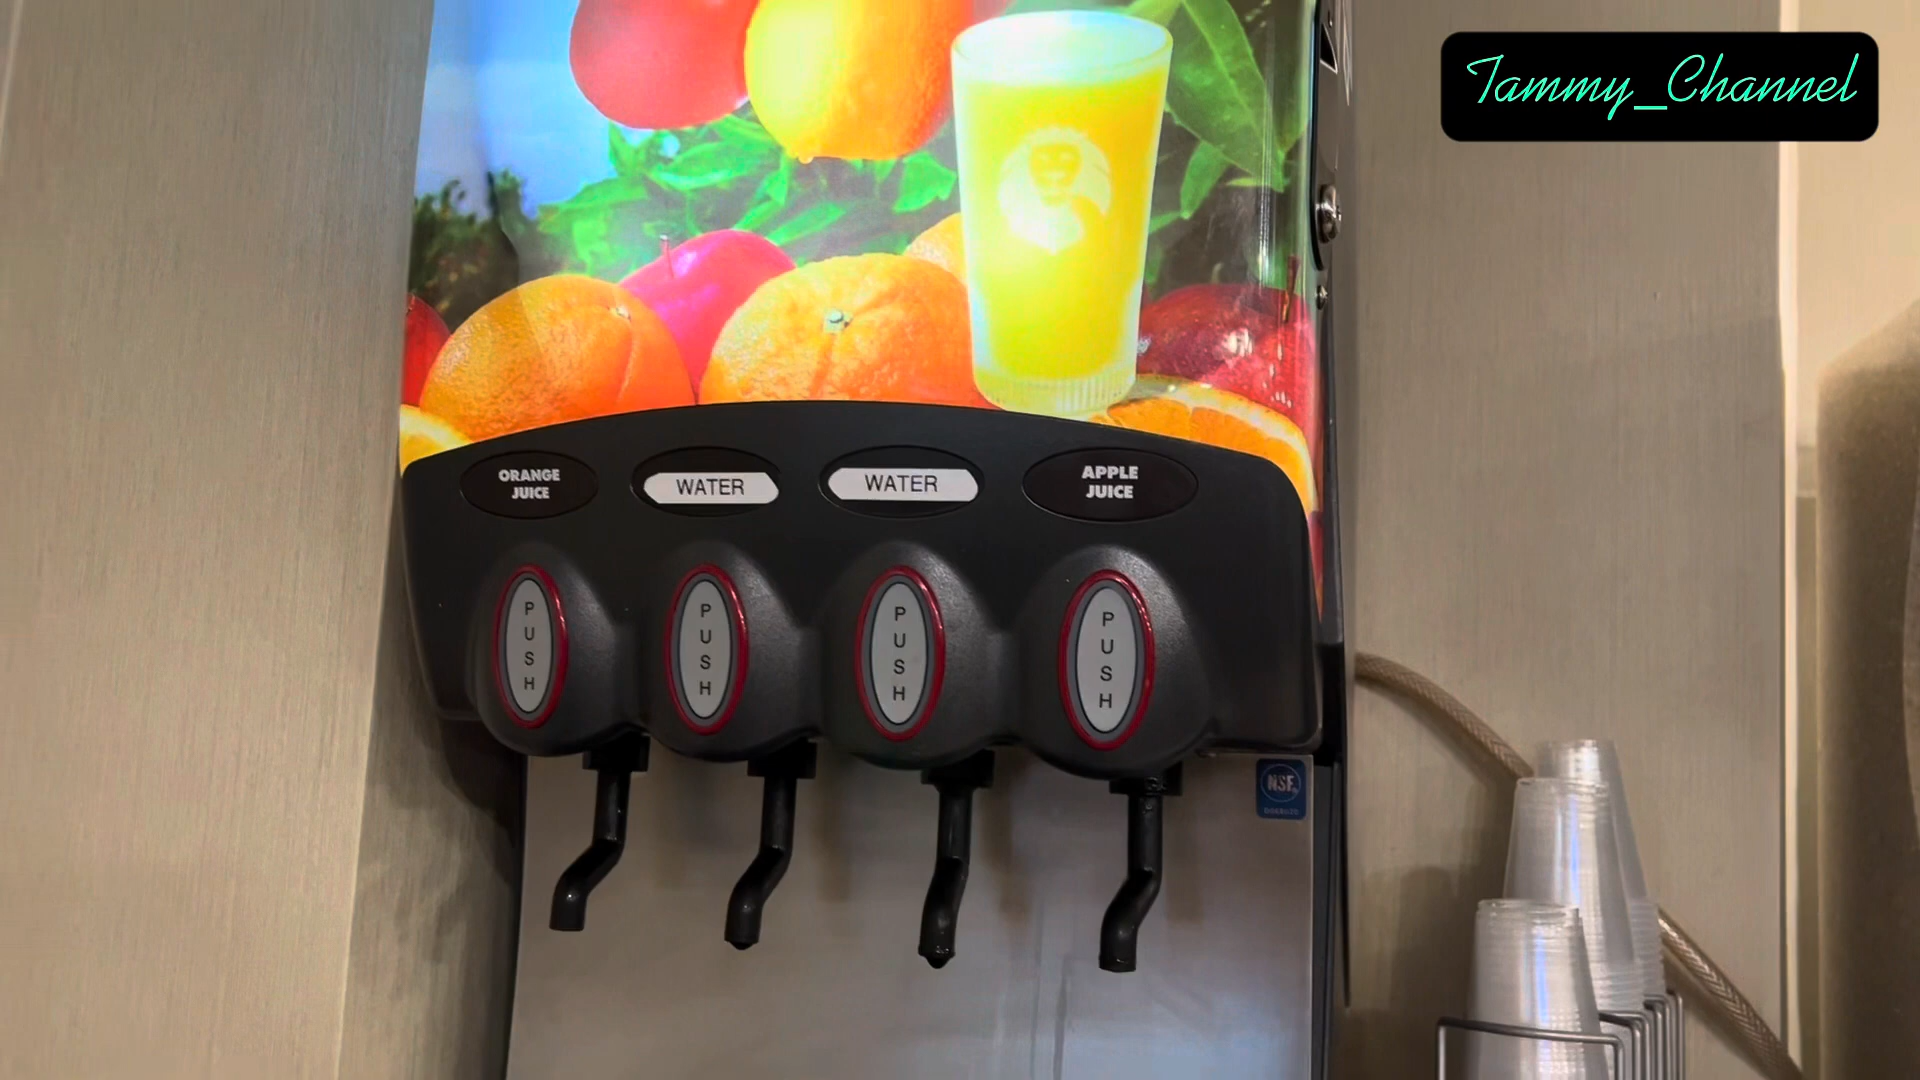 Tammy_Channel
ORANGE
JUICE
WATER
WATER
APPLE
JUICE
PUSH
PUSH
PUSH
PUSH
NSF